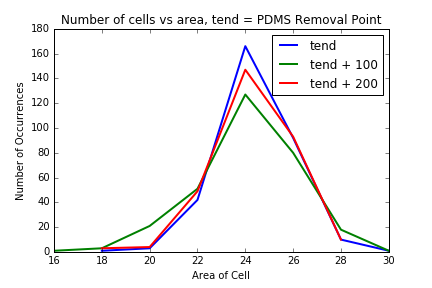 Number of cells vs area, tend = PDMS Removal Point
180
160
140
120
100
80
60
40
20
0
Number of Occurrences
tend
tend + 100
tend + 200
16 18 20 22 24 26 28 30
Area of Cell